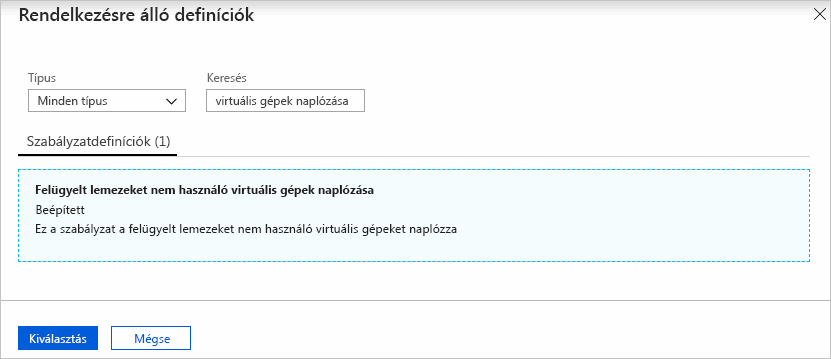 Rendelkezésre álló definíciók
Típus
Keresés
Minden típus
virtuális gépek naplózása
Szabályzatdefiníciók (1)
Felügyelt lemezeket nem használó virtuális gépek naplózása
Beépített
Ez a szabályzat a felügyelt lemezeket nem használó virtuális gépeket naplózza
Kiválasztás
Mégse